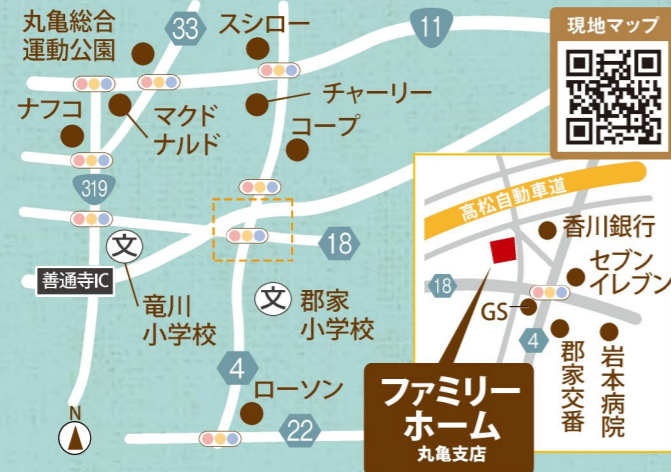 丸亀総合
運動公園
33
スシロー
11
現地マップ
ナフコ
マクド
ナルド
チャーリー
コープ
319
18
善通寺IC
文
竜川
小学校
文
郡家
小学校
4
ローソン
22
N
高松自動車道
香川銀行
セブン
イレブン
18
GS
4
郡家交番
岩本病院
ファミリー
ホーム
丸亀支店